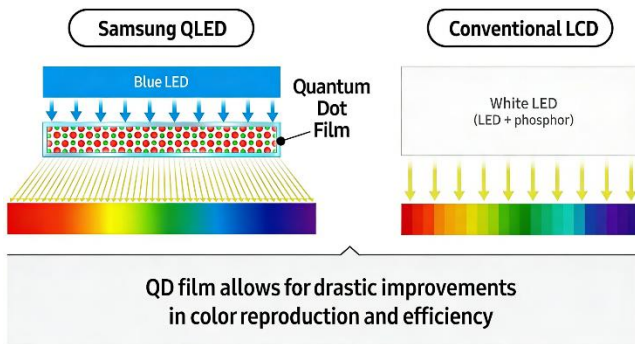 Samsung QLED
Conventional LCD
Blue LED
Quantum
Dot
Film
White LED
(LED + phosphor)
QD film allows for drastic improvements
in color reproduction and efficiency